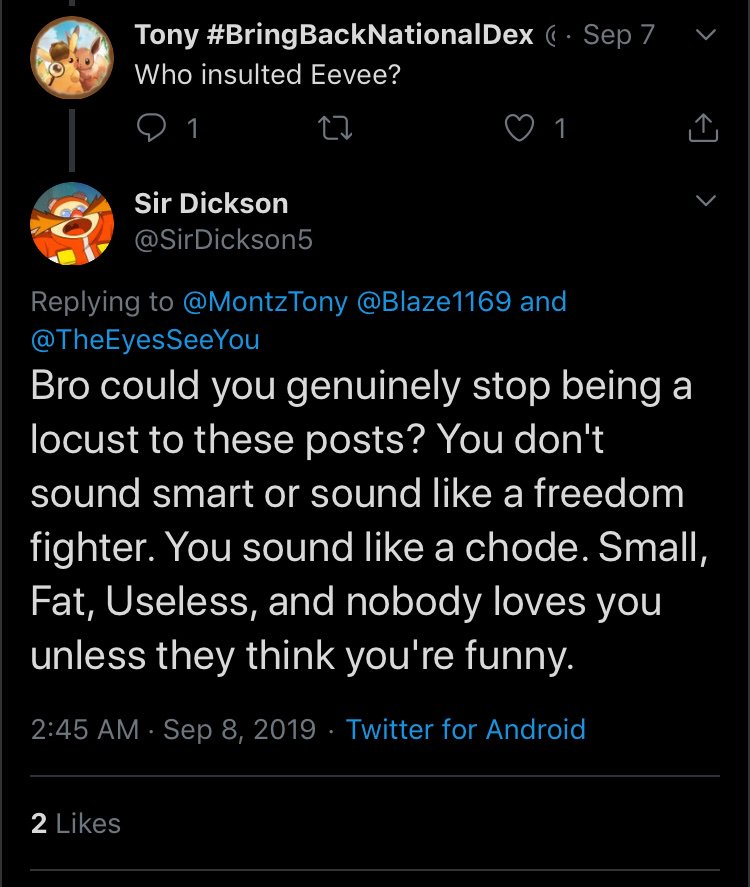 Tony #BringBackNationalDex · Sep 7
Who insulted Eevee?
1 1
Sir Dickson
@SirDickson5
Replying to @MontzTony @Blaze1169 and
@TheEyesSeeYou
Bro could you genuinely stop being a
locust to these posts? You don't
sound smart or sound like a freedom
fighter. You sound like a chode. Small,
Fat, Useless, and nobody loves you
unless they think you're funny.
2:45 AM · Sep 8, 2019 · Twitter for Android
2 Likes